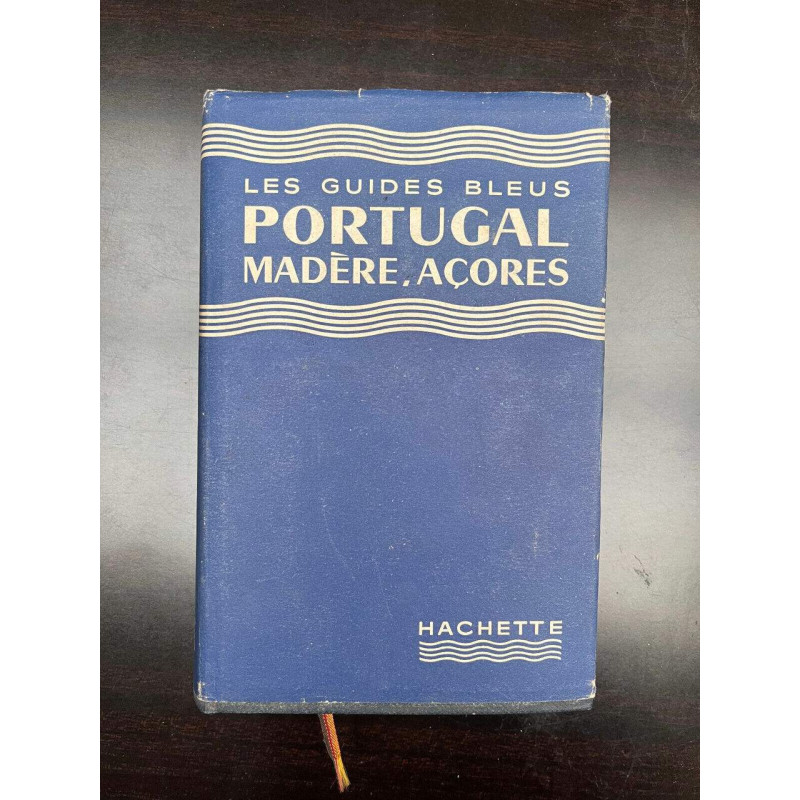 LES GUIDES BLEUS
PORTUGAL
MADÈRE, AÇORES
HACHETTE